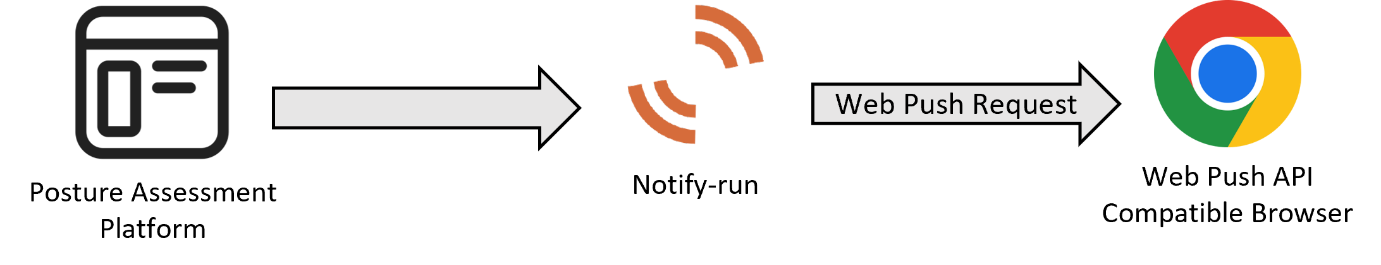 Posture Assessment
Platform
Notify-run
Web Push Request
Web Push API
Compatible Browser